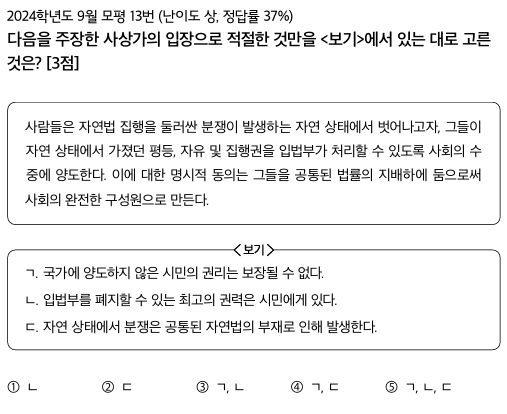 2024학년도 9월 모평 13번 (난이도 상, 정답률 37%)
다음을 주장한 사상가의 입장으로 적절한 것만을 <보기>에서 있는 대로 고른
것은? [3점]
사람들은 자연법 집행을 둘러싼 분쟁이 발생하는 자연 상태에서 벗어나고자, 그들이
자연 상태에서 가졌던 평등, 자유 및 집행권을 입법부가 처리할 수 있도록 사회의 수
중에 양도한다. 이에 대한 명시적 동의는 그들을 공통된 법률의 지배하에 둠으로써
사회의 완전한 구성원으로 만든다.
<보기>
ㄱ. 국가에 양도하지 않은 시민의 권리는 보장될 수 없다.
ㄴ. 입법부를 폐지할 수 있는 최고의 권력은 시민에게 있다.
ㄷ. 자연 상태에서 분쟁은 공통된 자연법의 부재로 인해 발생한다.
① ㄴ ② ㄷ ③ ㄱ, ㄴ ④ ㄱ, ㄷ ⑤ ㄱ, ㄴ, ㄷ